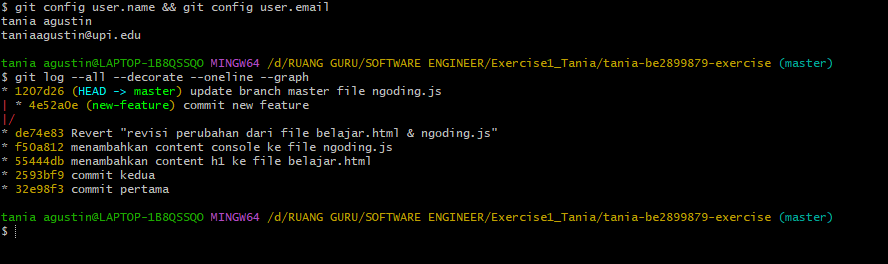 $ git config user.name && git config user.email
tania agustin
taniaagustin@upi.edu
tania agustin@LAPTOP-1B8QSSQO MINGW64 /d/RUANG GURU/SOFTWARE ENGINEER/Exercise1_Tania/tania-be2899879-exercise (master)
$ git log --all --decorate --oneline --graph
* 1207d26 (HEAD -> master) update branch master file ngoding.js
| * 4e52a0e (new-feature) commit new feature
|/
* de74e83 Revert "revisi perubahan dari file belajar.html & ngoding.js"
* f50a812 menambahkan content console ke file ngoding.js
* 55444db menambahkan content h1 ke file belajar.html
* 2593bf9 commit kedua
* 32e98f3 commit pertama
tania agustin@LAPTOP-1B8QSSQO MINGW64 /d/RUANG GURU/SOFTWARE ENGINEER/Exercise1_Tania/tania-be2899879-exercise (master)
$